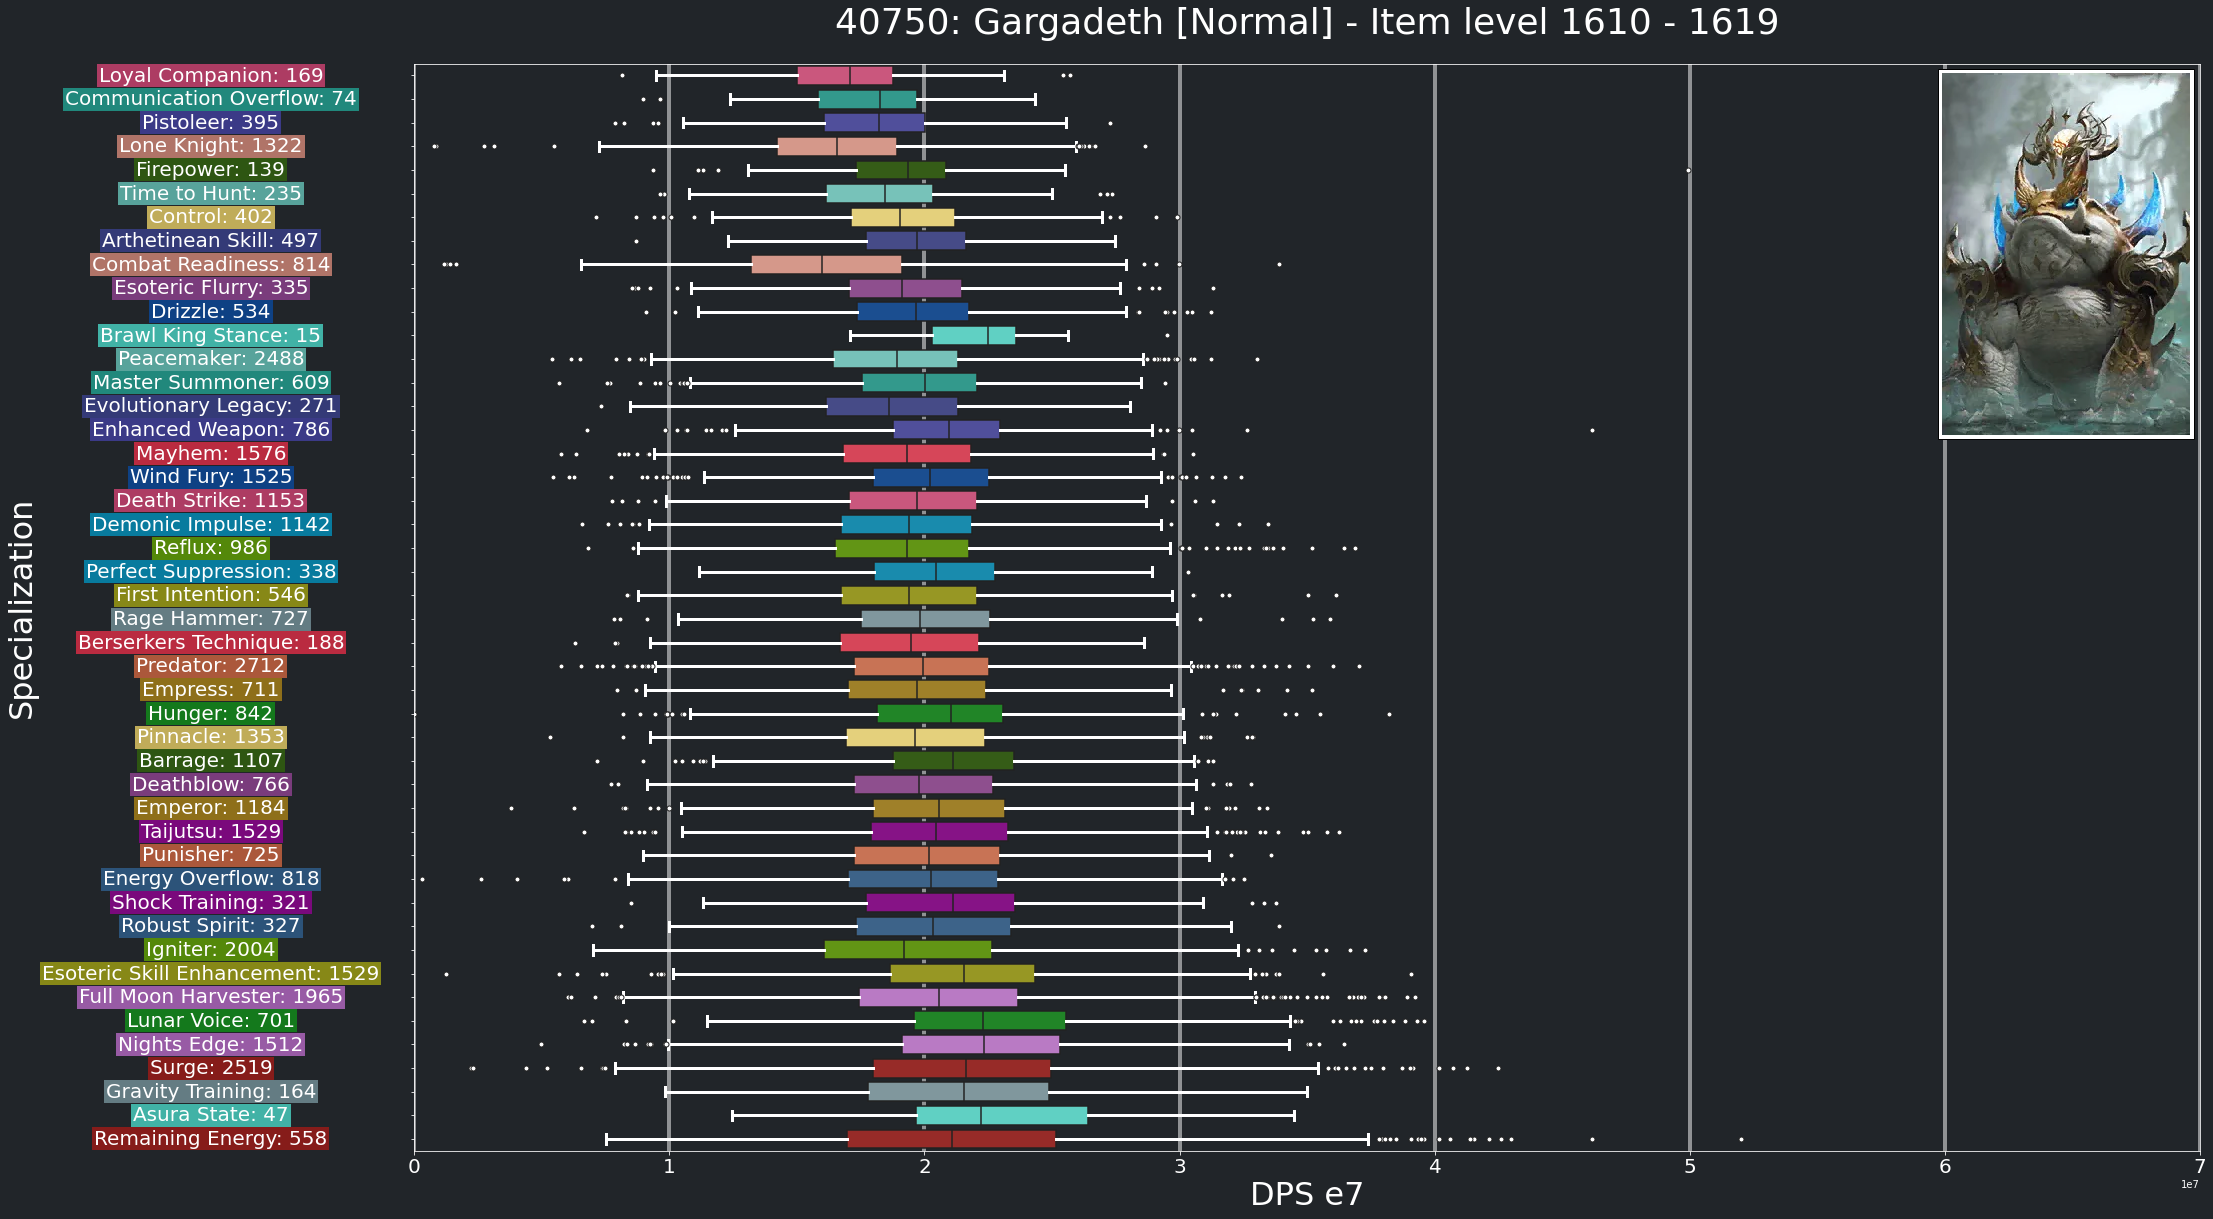 40750: Gargadeth [Normal] - Item level 1610 - 1619
Specialization
Loyal Companion: 169
Communication Overflow: 74
Pistoleer: 395
Lone Knight: 1322
Firepower: 139
Time to Hunt: 235
Control: 402
Arthetinean Skill: 497
Combat Readiness: 814
Esoteric Flurry: 335
Drizzle: 534
Brawl King Stance: 15
Peacemaker: 2488
Master Summoner: 609
Evolutionary Legacy: 271
Enhanced Weapon: 786
Mayhem: 1576
Wind Fury: 1525
Death Strike: 1153
Demonic Impulse: 1142
Reflux: 986
Perfect Suppression: 338
First Intention: 546
Rage Hammer: 727
Berserkers Technique: 188
Predator: 2712
Empress: 711
Hunger: 842
Pinnacle: 1353
Barrage: 1107
Deathblow: 766
Emperor: 1184
Taijutsu: 1529
Punisher: 725
Energy Overflow: 818
Shock Training: 321
Robust Spirit: 327
Igniter: 2004
Esoteric Skill Enhancement: 1529
Full Moon Harvester: 1965
Lunar Voice: 701
Nights Edge: 1512
Surge: 2519
Gravity Training: 164
Asura State: 47
Remaining Energy: 558
0 1 2 3 4 5 6 7
1e7
DPS e7